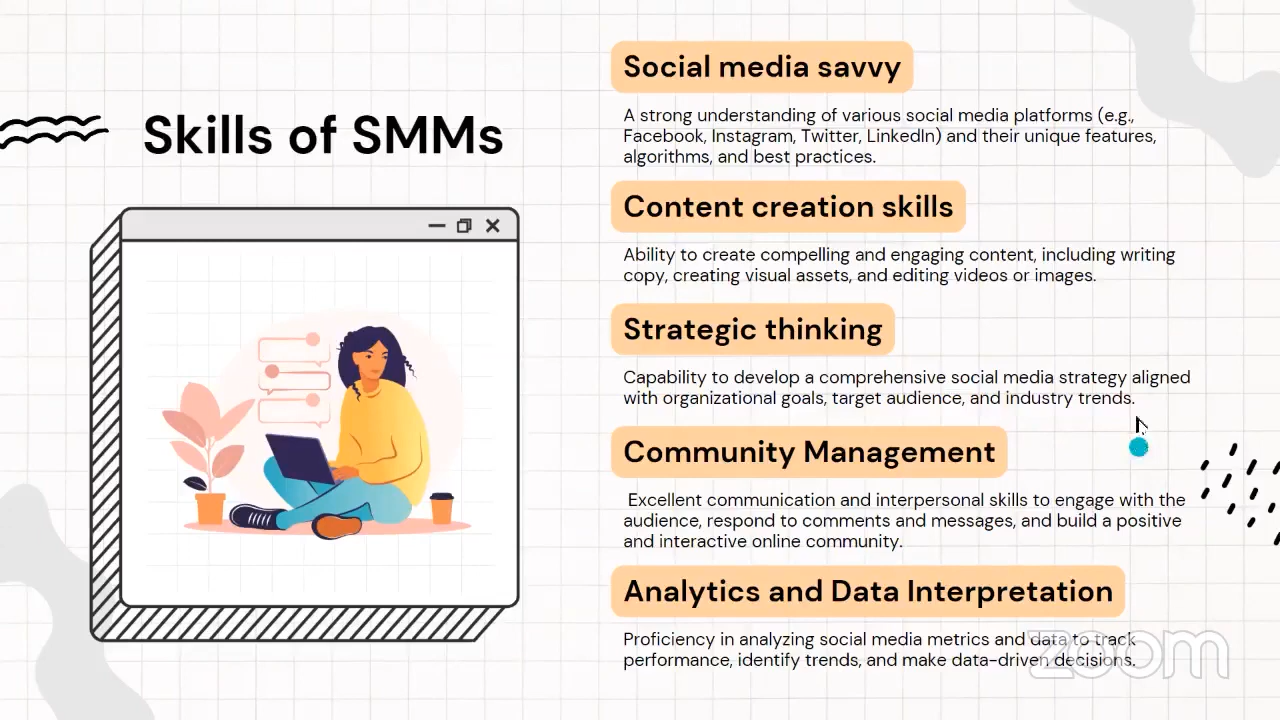 Skills of SMMs
Social media savvy
A strong understanding of various social media platforms (e.g.,
Facebook, Instagram, Twitter, LinkedIn) and their unique features,
algorithms, and best practices.
Content creation skills
Ability to create compelling and engaging content, including writing
copy, creating visual assets, and editing videos or images.
Strategic thinking
Capability to develop a comprehensive social media strategy aligned
with organizational goals, target audience, and industry trends.
Community Management
Excellent communication and interpersonal skills to engage with the
audience, respond to comments and messages, and build a positive
and interactive online community.
Analytics and Data Interpretation
Proficiency in analyzing social media metrics and data to track
performance, identify trends, and make data-driven decisions.
zoom